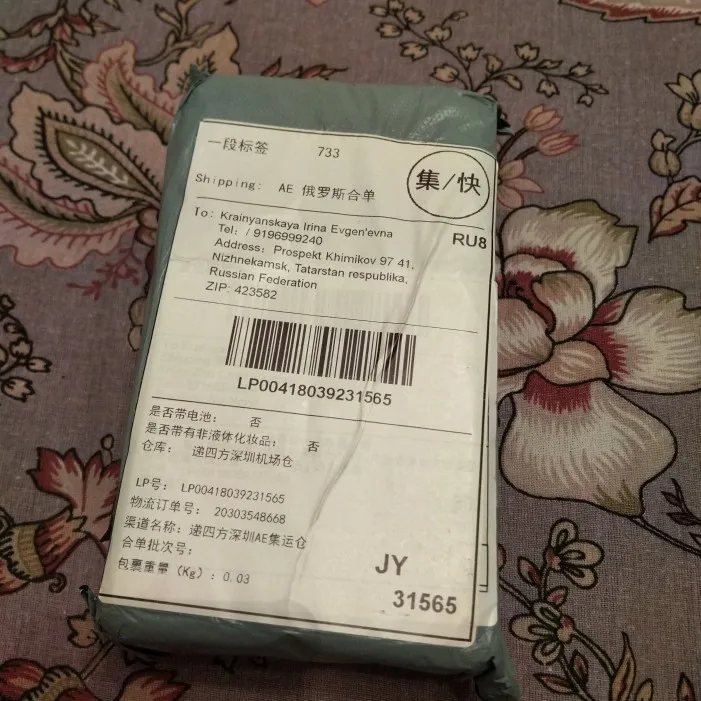 一段标签 733
集/快
Shipping: AE 俄罗斯合单
RU8
To: Krainyanskaya Irina Evgen'evna
Tel: / 9196999240
Address: Prospekt Khimikov 97 41,
Nizhnekamsk, Tatarstan respublika,
Russian Federation
ZIP: 423582
LP00418039231565
是否带电池: 否
是否带有非液体化妆品: 否
仓库: 递四方深圳机场仓
LP号: LP00418039231565
物流订单号: 20303548668
渠道名称: 递四方深圳AE集运仓
合单批次号:
包裹重量 (Kg): 0.03
JY
31565